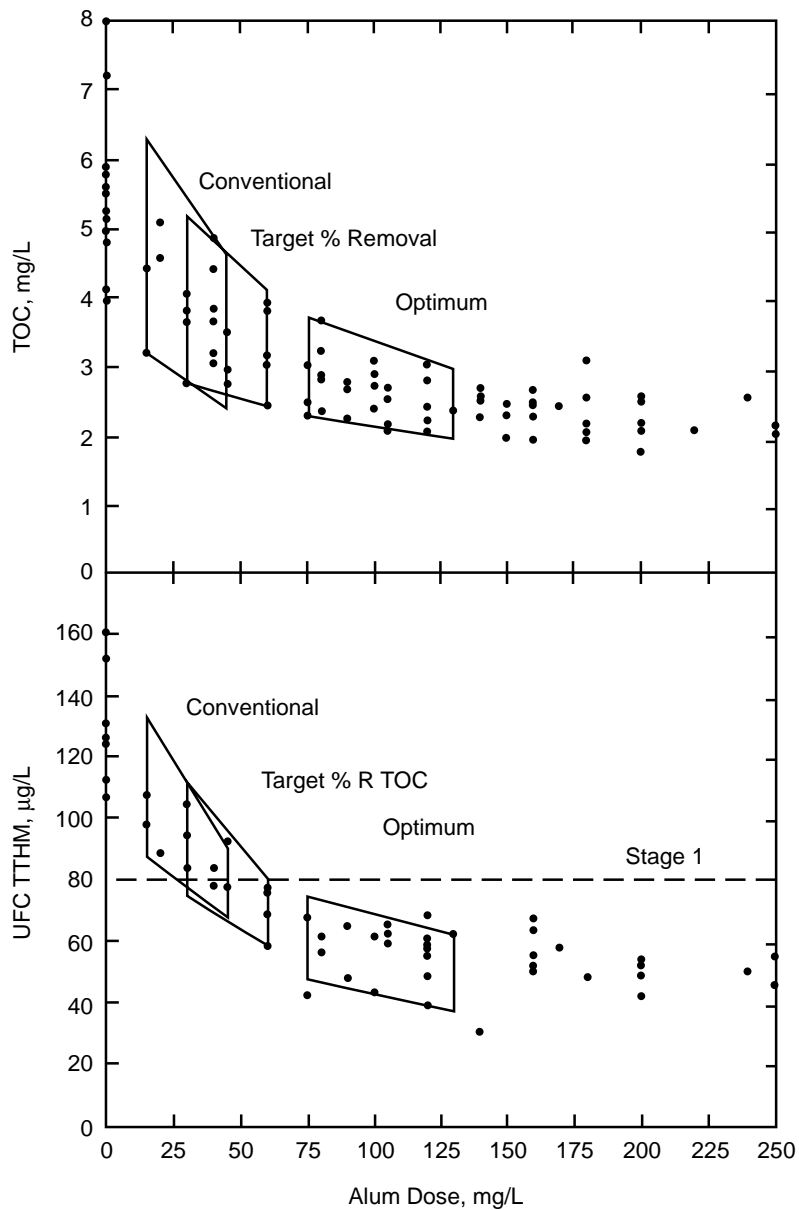 8
7
6
5
4
3
2
1
0
TOC, mg/L
Conventional
Target % Removal
Optimum
160
140
120
100
80
60
40
20
0
UFC TTHM, µg/L
Conventional
Target % R TOC
Optimum
Stage 1
0 25 50 75 100 125 150 175 200 225 250
Alum Dose, mg/L